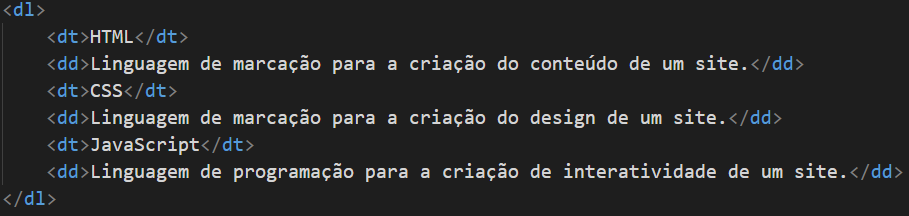 <dl>
    <dt>HTML</dt>
    <dd>Linguagem de marcação para a criação do conteúdo de um site.</dd>
    <dt>CSS</dt>
    <dd>Linguagem de marcação para a criação do design de um site.</dd>
    <dt>JavaScript</dt>
    <dd>Linguagem de programação para a criação de interatividade de um site.</dd>
</dl>